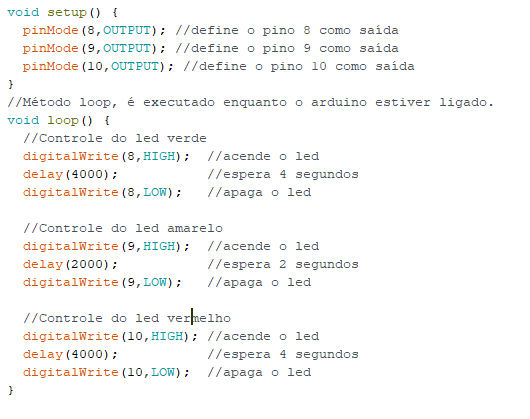 void setup() {
  pinMode(8,OUTPUT); //define o pino 8 como saída
  pinMode(9,OUTPUT); //define o pino 9 como saída
  pinMode(10,OUTPUT); //define o pino 10 como saída
}
//Método loop, é executado enquanto o arduino estiver ligado.
void loop() {
  //Controle do led verde
  digitalWrite(8,HIGH);  //acende o led
  delay(4000);           //espera 4 segundos
  digitalWrite(8,LOW);   //apaga o led

  //Controle do led amarelo
  digitalWrite(9,HIGH);  //acende o led
  delay(2000);           //espera 2 segundos
  digitalWrite(9,LOW);   //apaga o led

  //Controle do led vermelho
  digitalWrite(10,HIGH); //acende o led
  delay(4000);           //espera 4 segundos
  digitalWrite(10,LOW);  //apaga o led
}